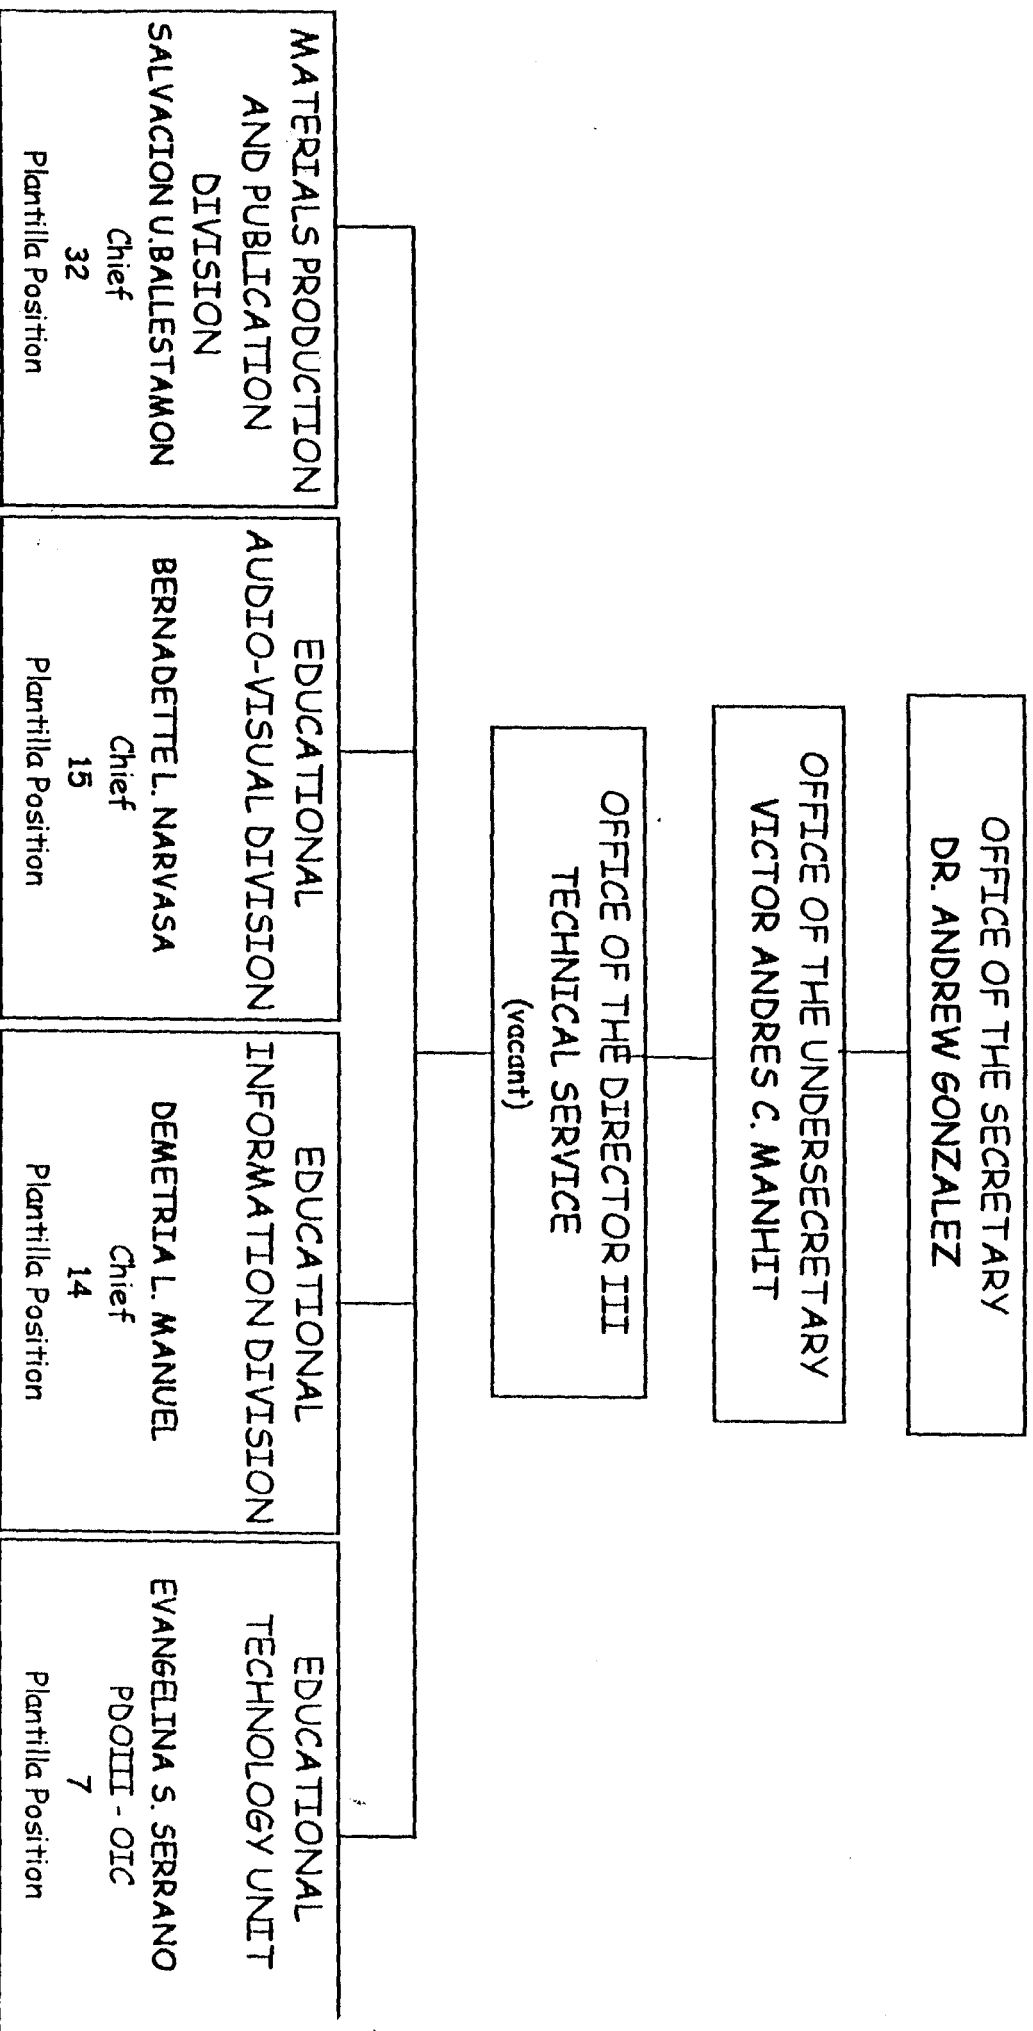 OFFICE OF THE SECRETARY
DR. ANDREW GONZALEZ
OFFICE OF THE UNDERSECRETARY
VICTOR ANDRES C. MANHIT
OFFICE OF THE DIRECTOR III
TECHNICAL SERVICE
(vacant)
MATERIALS PRODUCTION
AND PUBLICATION
DIVISION
SALVACION U.BALLESTAMON
Chief
32
Plantilla Position
EDUCATIONAL
AUDIO-VISUAL DIVISION
BERNADETTE L. NARVASA
Chief
15
Plantilla Position
EDUCATIONAL
INFORMATION DIVISION
DEMETRIA L. MANUEL
Chief
14
Plantilla Position
EDUCATIONAL
TECHNOLOGY UNIT
EVANGELINA S. SERRANO
PDOIII - OIC
7
Plantilla Position